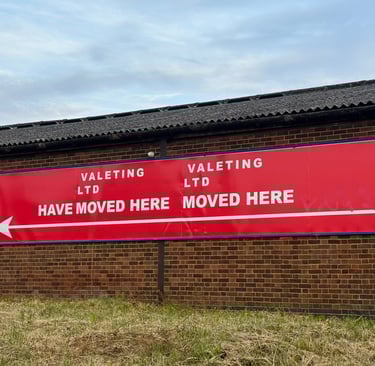 VALETING VALETING
LTD LTD
HAVE MOVED HERE MOVED HERE